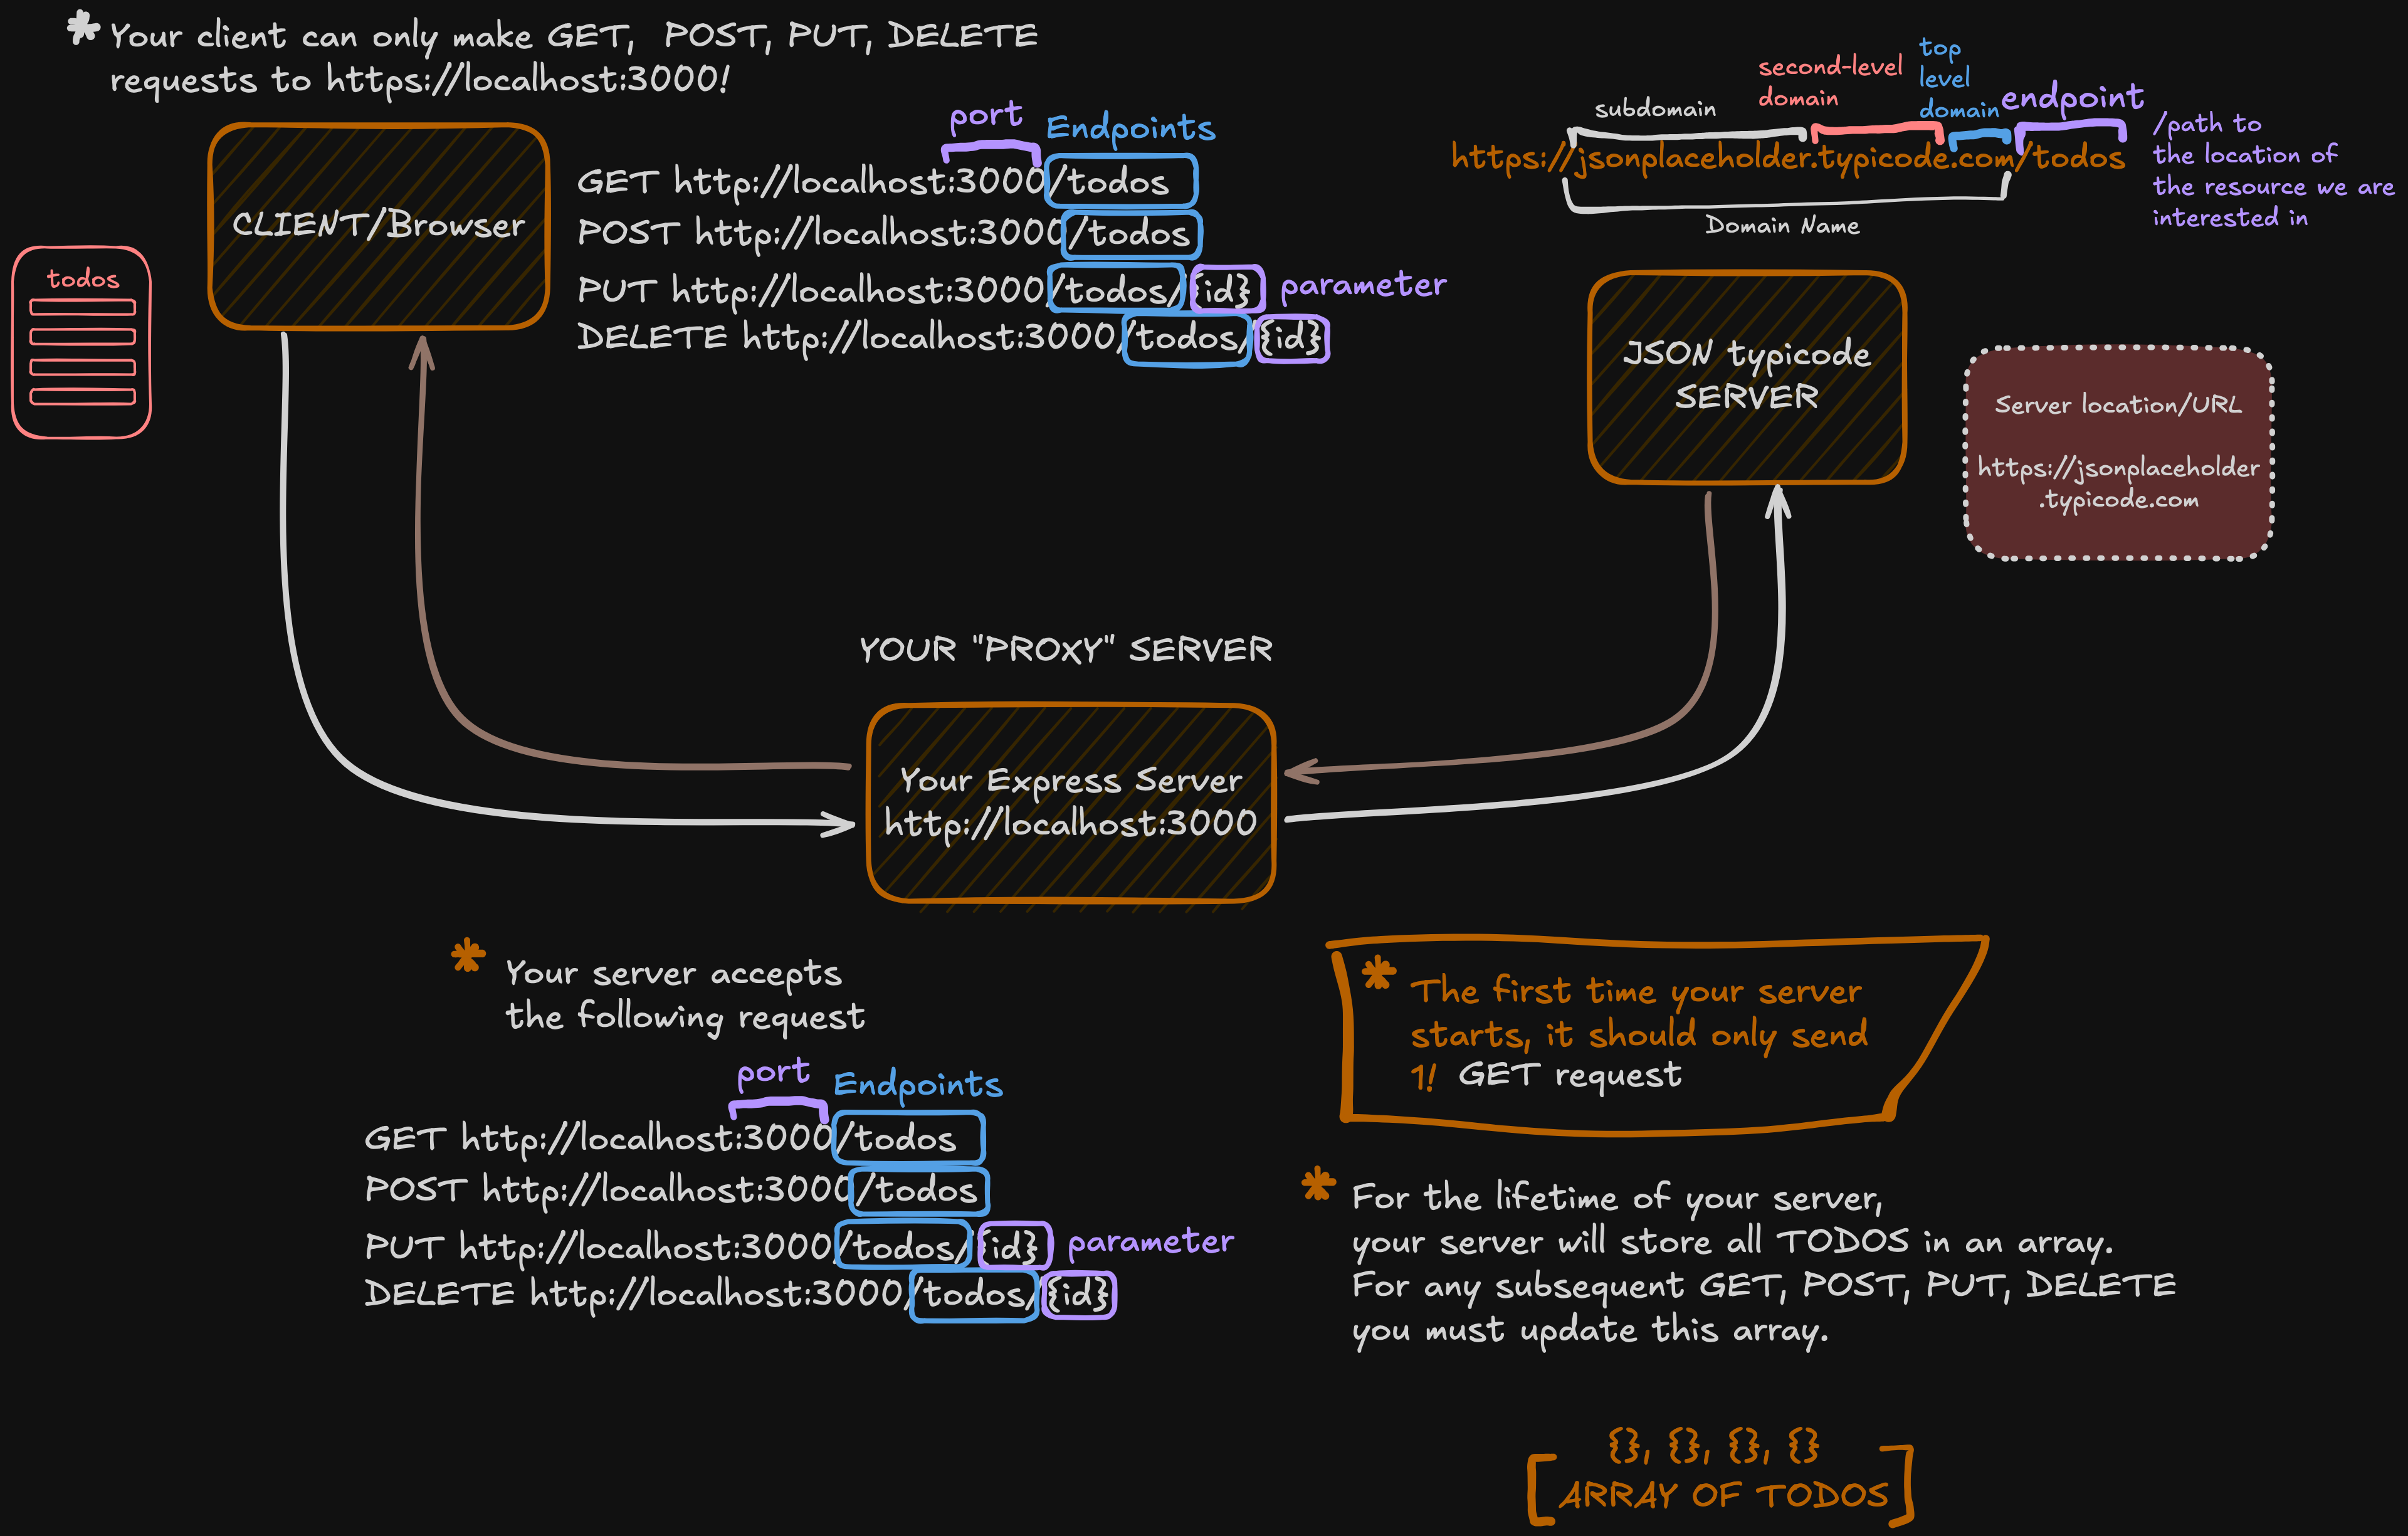 * Your client can only make GET, POST, PUT, DELETE
requests to https://localhost:3000!
CLIENT/Browser
todos
port
Endpoints
GET http://localhost:3000/todos
POST http://localhost:3000/todos
PUT http://localhost:3000/todos/{id}
parameter
DELETE http://localhost:3000/todos/{id}
subdomain
second-level
domain
top
level
domain
endpoint
https://jsonplaceholder.typicode.com/todos
Domain Name
/path to
the location of
the resource we are
interested in
JSON typicode
SERVER
Server location/URL
https://jsonplaceholder
.typicode.com
YOUR "PROXY" SERVER
Your Express Server
http://localhost:3000
* Your server accepts
the following request
port
Endpoints
GET http://localhost:3000/todos
POST http://localhost:3000/todos
PUT http://localhost:3000/todos/{id}
parameter
DELETE http://localhost:3000/todos/{id}
* The first time your server
starts, it should only send
1! GET request
* For the lifetime of your server,
your server will store all TODOS in an array.
For any subsequent GET, POST, PUT, DELETE
you must update this array.
{}, {}, {}, {}
[ ARRAY OF TODOS ]